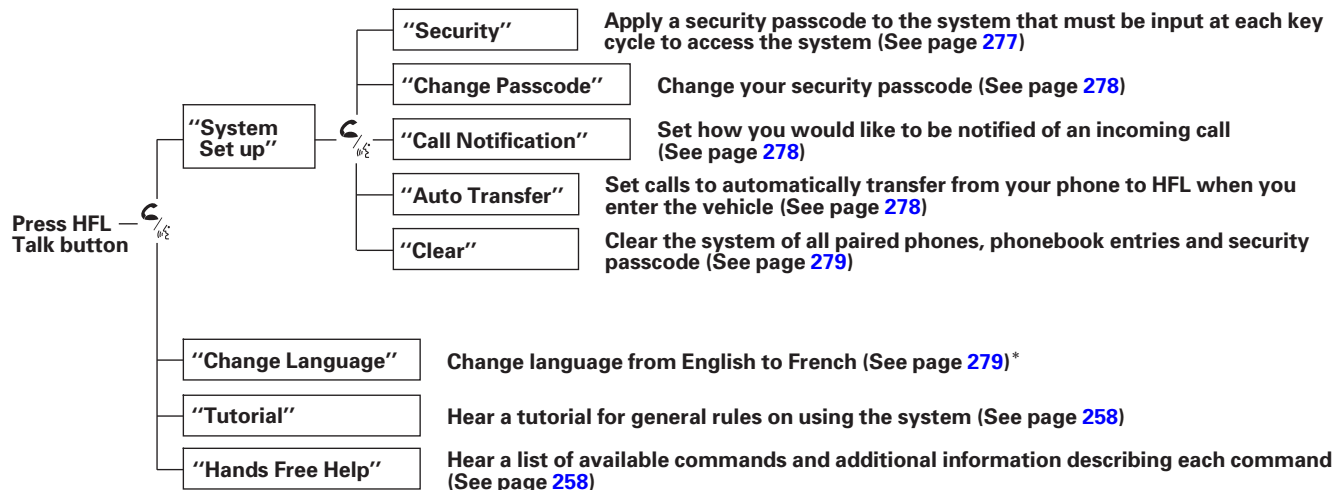 ''Security''
Apply a security passcode to the system that must be input at each key
cycle to access the system (See page 277)
''Change Passcode''
Change your security passcode (See page 278)
''System
Set up''
''Call Notification''
Set how you would like to be notified of an incoming call
(See page 278)
''Auto Transfer''
Set calls to automatically transfer from your phone to HFL when you
enter the vehicle (See page 278)
Press HFL
Talk button
''Clear''
Clear the system of all paired phones, phonebook entries and security
passcode (See page 279)
''Change Language''
Change language from English to French (See page 279)*
''Tutorial''
Hear a tutorial for general rules on using the system (See page 258)
''Hands Free Help''
Hear a list of available commands and additional information describing each command
(See page 258)